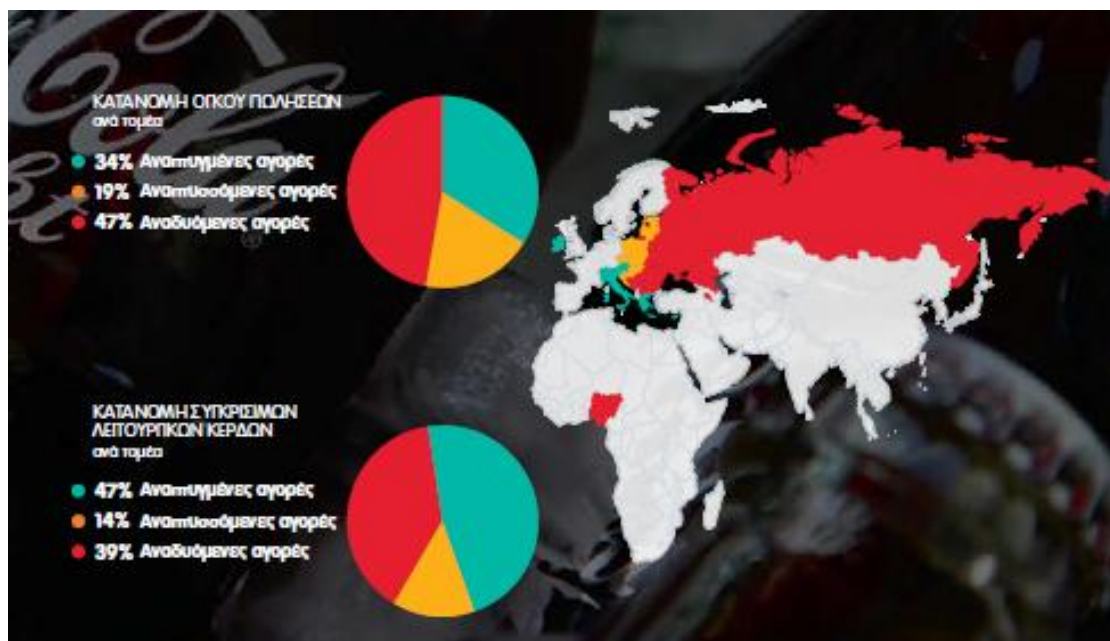 Cola
ΚΑΤΑΝΟΜΗ ΟΓΚΟΥ ΠΩΛΗΣΕΩΝ
ανά τομέα
34% Αναπτυγμένες αγορές
19% Αναπτυσσόμενες αγορές
47% Αναδυόμενες αγορές
ΚΑΤΑΝΟΜΗ ΣΥΓΚΡΙΣΙΜΩΝ
ΛΕΙΤΟΥΡΓΙΚΩΝ ΚΕΡΔΩΝ
ανά τομέα
47% Αναπτυγμένες αγορές
14% Αναπτυσσόμενες αγορές
39% Αναδυόμενες αγορές